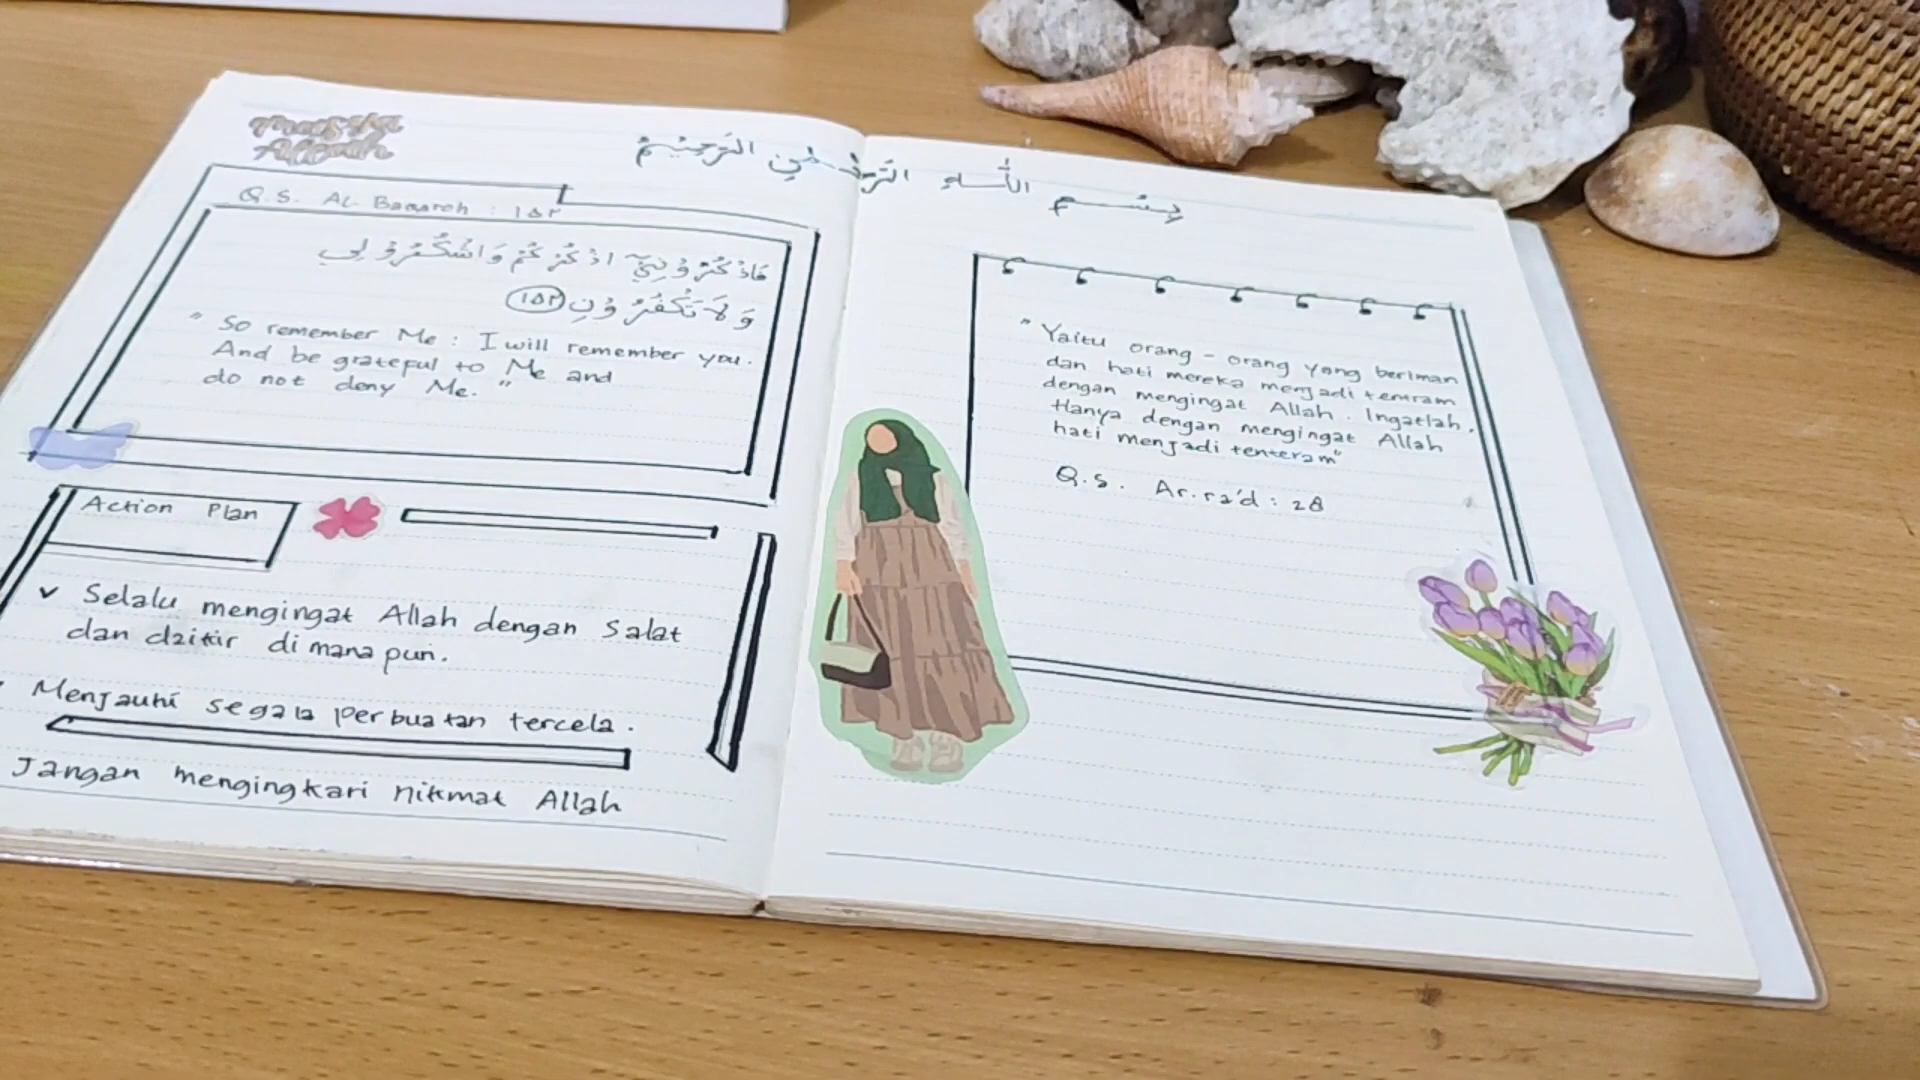 Masya
Allah
بِسْمِ اللَّهِ الرَّحْمٰنِ الرَّحِيْمِ
Q.S. AL-Baqaroh : ١٥٢
فَاذْكُرُوْنِيْٓ اَذْكُرْكُمْ وَاشْكُرُوْا لِيْ
وَلَا تَكْفُرُوْنِ ١٥٢
" So remember Me : I will remember you.
And be grateful to Me and
do not deny Me. "
Action Plan
✓ Selalu mengingat Allah dengan Salat
dan dzikir di mana pun.
Menjauhi segala perbuatan tercela.
Jangan mengingkari nikmat Allah
" Yaitu orang - orang yang beriman
dan hati mereka menjadi tentram
dengan mengingat Allah. Ingatlah,
Hanya dengan mengingat Allah
hati menjadi tenteram"
Q.s. Ar.ra'd : 28